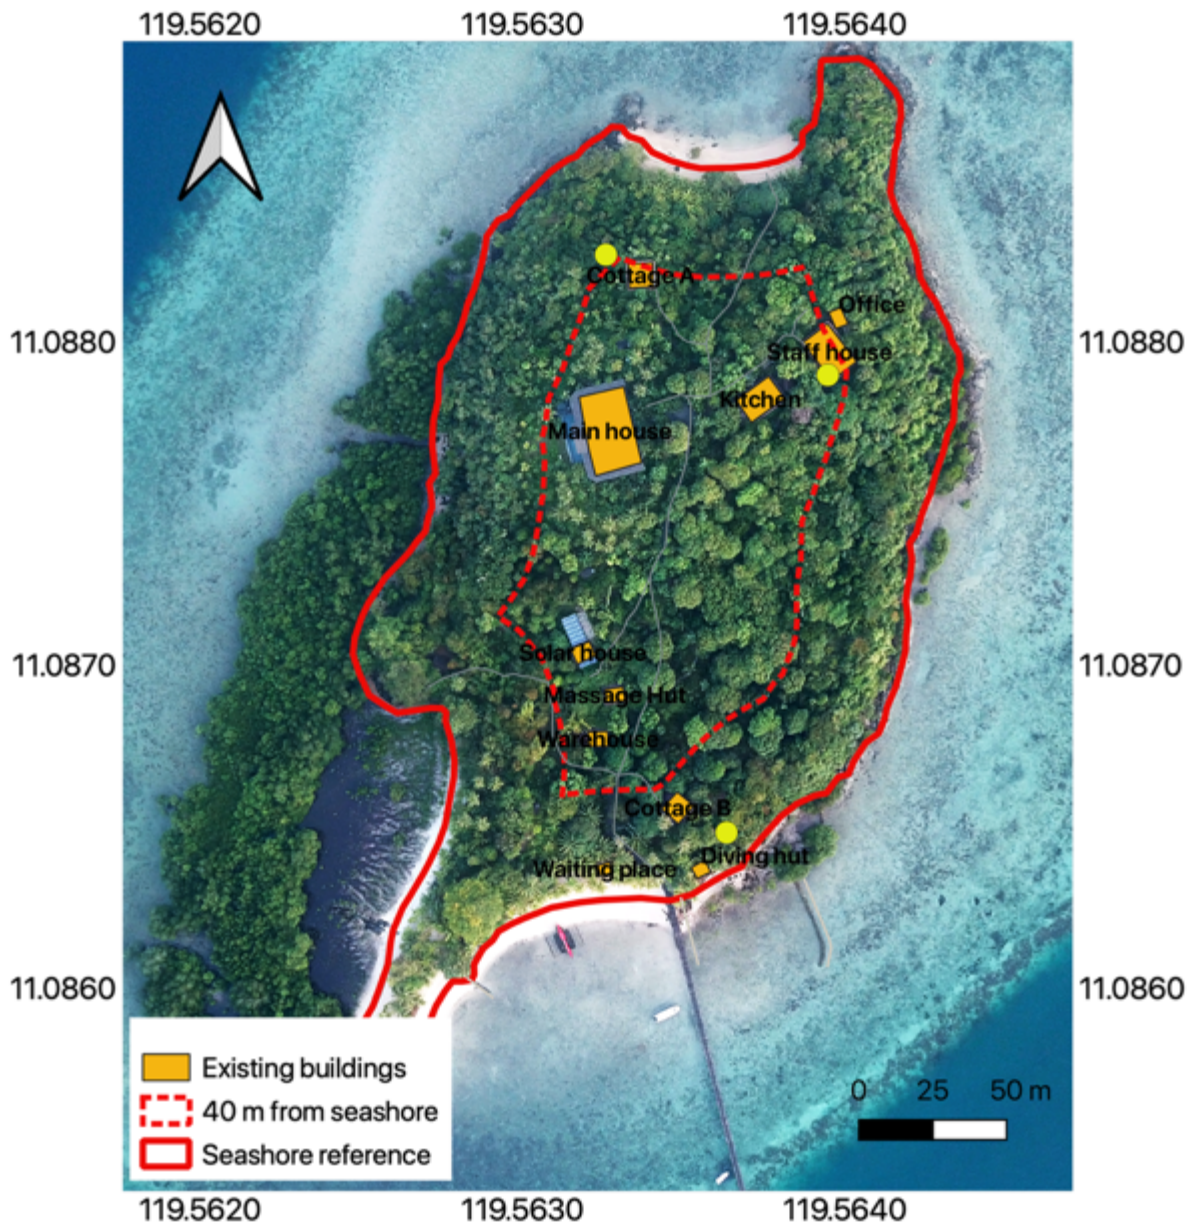 119.5620 119.5630 119.5640
Cottage A
Office
11.0880 11.0880
Staff house
Kitchen
Main house
Solar house
11.0870 11.0870
Massage Hut
Warehouse
Cottage B
Diving hut
Waiting place
11.0860 11.0860
Existing buildings
40 m from seashore
Seashore reference
0 25 50 m
119.5620 119.5630 119.5640